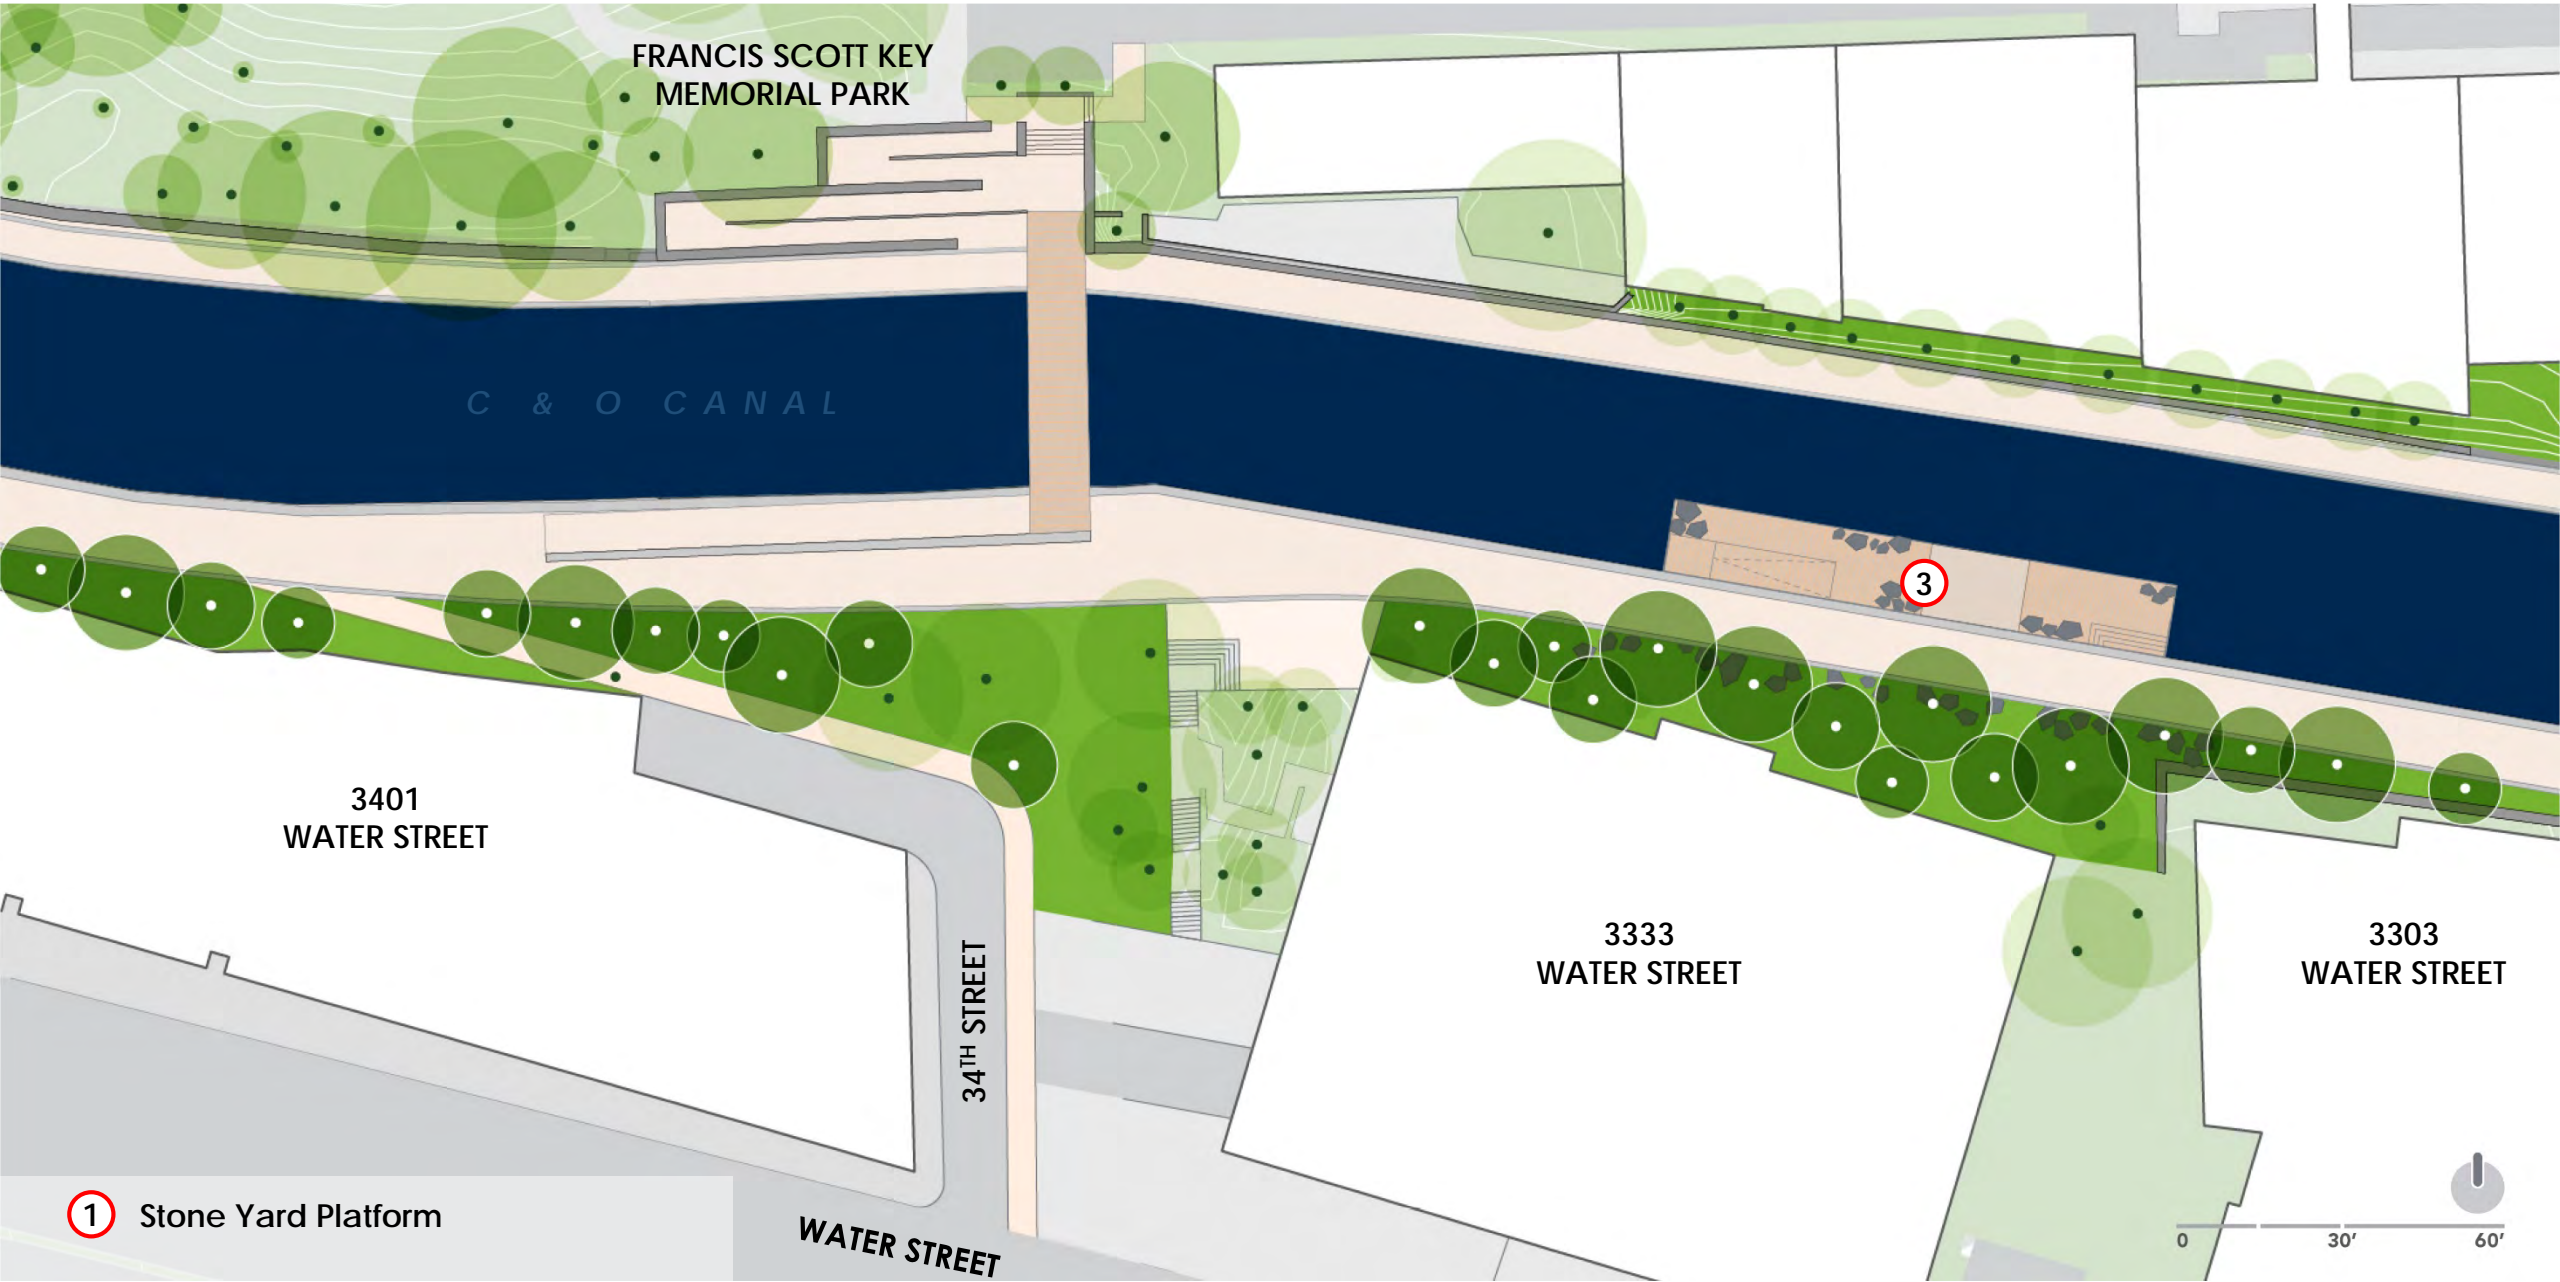 FRANCIS SCOTT KEY
MEMORIAL PARK
C & O CANAL
3
3401
WATER STREET
3333
WATER STREET
3303
WATER STREET
34TH STREET
1 Stone Yard Platform
WATER STREET
0 30' 60'